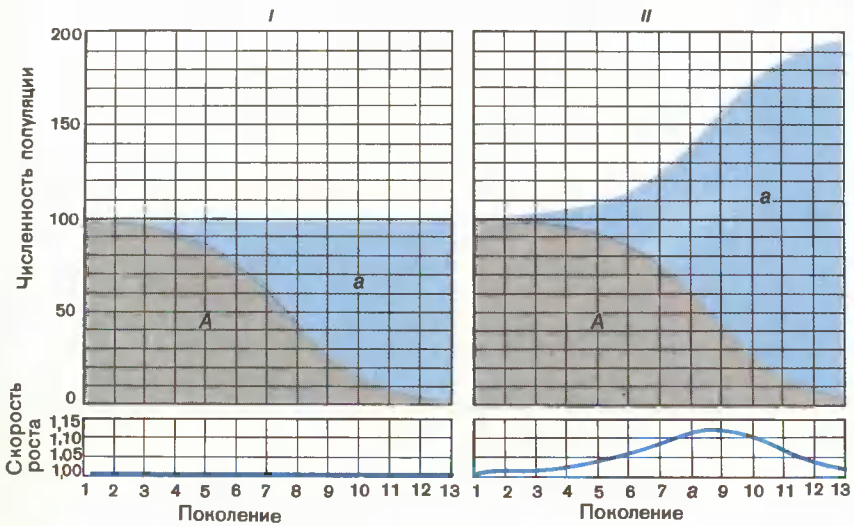 I
II
Численность популяции
200
150
100
50
0
A
a
A
a
Скорость роста
1,15
1,10
1,05
1,00
1 2 3 4 5 6 7 8 9 10 11 12 13
Поколение
1 2 3 4 5 6 7 а 9 10 11 12 13
Поколение